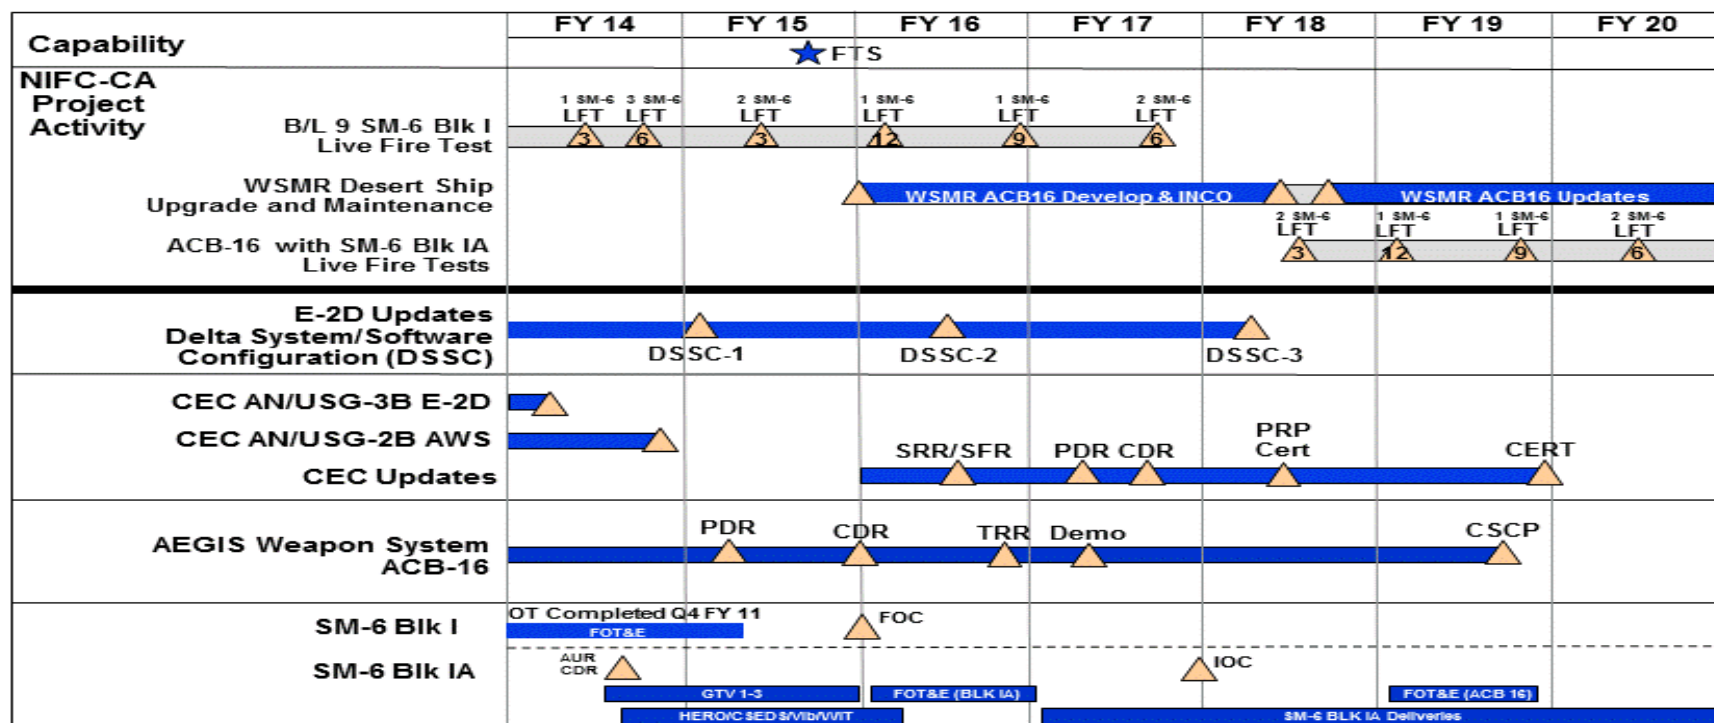 FY 14 FY 15 FY 16 FY 17 FY 18 FY 19 FY 20
Capability
FTS
NIFC-CA
Project
Activity
1 SM-6 3 SM-6 2 SM-6 1 SM-6 1 SM-6 2 SM-6
LFT LFT LFT LFT LFT LFT
B/L 9 SM-6 Blk I
Live Fire Test
3 6 3 12 9 6
WSMR Desert Ship
Upgrade and Maintenance
WSMR ACB16 Develop & INCO WSMR ACB16 Updates
2 SM-6 1 SM-6 1 SM-6 2 SM-6
LFT LFT LFT LFT
ACB-16 with SM-6 Blk IA
Live Fire Tests
3 12 9 6
E-2D Updates
Delta System/Software
Configuration (DSSC)
DSSC-1 DSSC-2 DSSC-3
CEC AN/USG-3B E-2D
CEC AN/USG-2B AWS
CEC Updates
SRR/SFR PDR CDR PRP
Cert
CERT
AEGIS Weapon System
ACB-16
PDR CDR TRR Demo CSCP
SM-6 Blk I
OT Completed Q4 FY 11
FOT&E
FOC
SM-6 Blk IA
AUR
CDR
IOC
GTV 1-3 FOT&E (BLK IA) FOT&E (ACB 16)
SM-6 BLK IA Deliveries